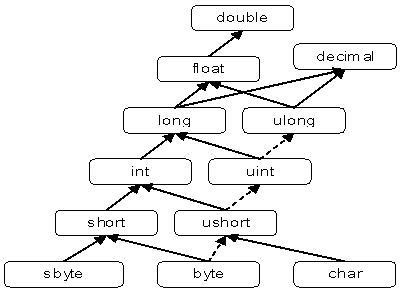 double
decimal
float
long
ulong
int
uint
short
ushort
sbyte
byte
char